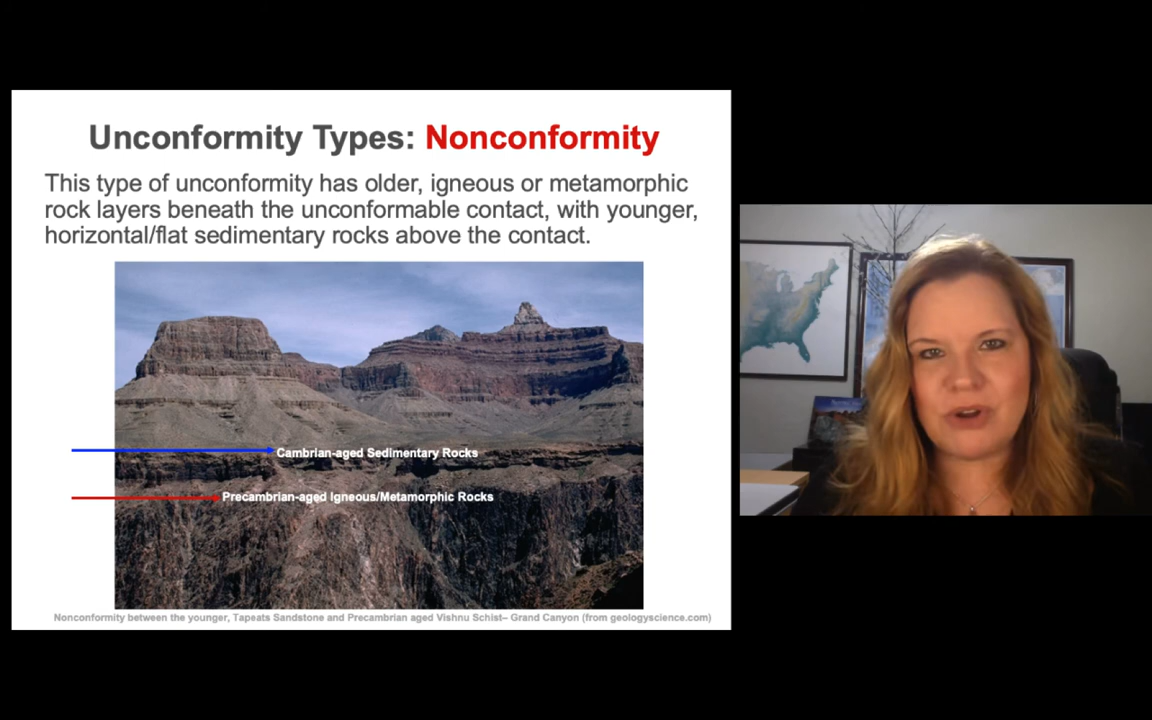 Unconformity Types: Nonconformity
This type of unconformity has older, igneous or metamorphic
rock layers beneath the unconformable contact, with younger,
horizontal/flat sedimentary rocks above the contact.
Cambrian-aged Sedimentary Rocks
Precambrian-aged Igneous/Metamorphic Rocks
Nonconformity between the younger, Tapeats Sandstone and Precambrian aged Vishnu Schist– Grand Canyon (from geologyscience.com)